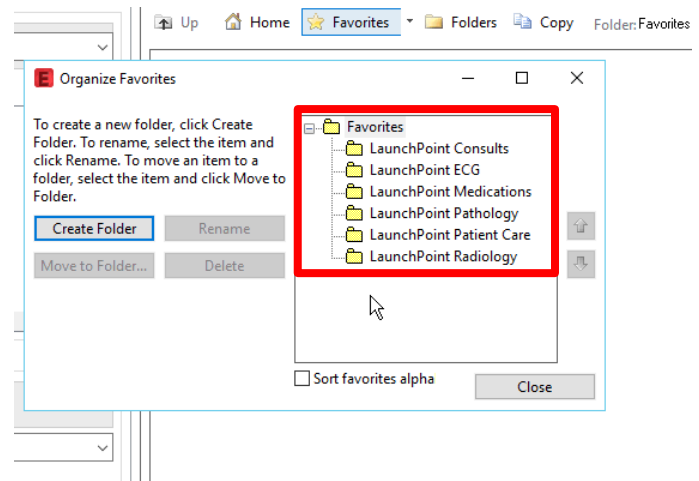 Up Home Favorites Folders Copy Folder: Favorites
E Organize Favorites
To create a new folder, click Create
Folder. To rename, select the item and
click Rename. To move an item to a
folder, select the item and click Move to
Folder.
Create Folder Rename
Move to Folder... Delete
Favorites
LaunchPoint Consults
LaunchPoint ECG
LaunchPoint Medications
LaunchPoint Pathology
LaunchPoint Patient Care
LaunchPoint Radiology
Sort favorites alpha
Close